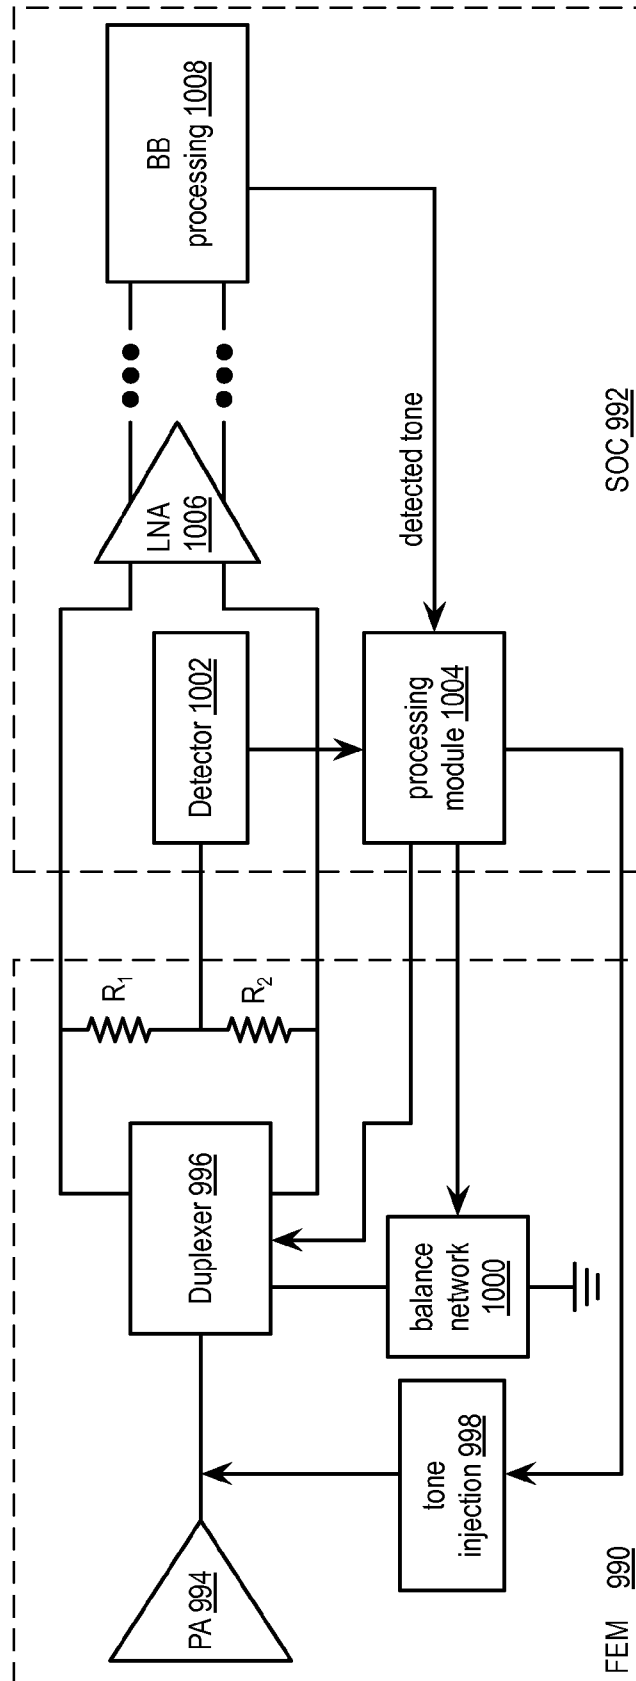 PA 994
Duplexer 996
tone
injection 998
balance
network
1000
R1
R2
FEM 990
Detector 1002
processing
module 1004
LNA
1006
BB
processing 1008
detected tone
SOC 992